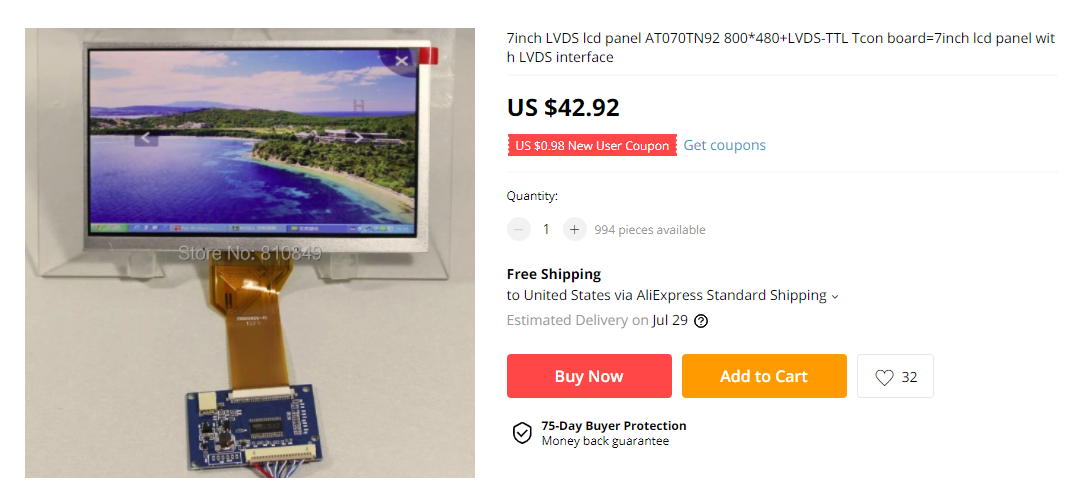 7inch LVDS lcd panel AT070TN92 800*480+LVDS-TTL Tcon board=7inch lcd panel wit
h LVDS interface
US $42.92
US $0.98 New User Coupon Get coupons
Quantity:
1 994 pieces available
Free Shipping
to United States via AliExpress Standard Shipping
Estimated Delivery on Jul 29
Buy Now Add to Cart 32
75-Day Buyer Protection
Money back guarantee
Store No: 810849